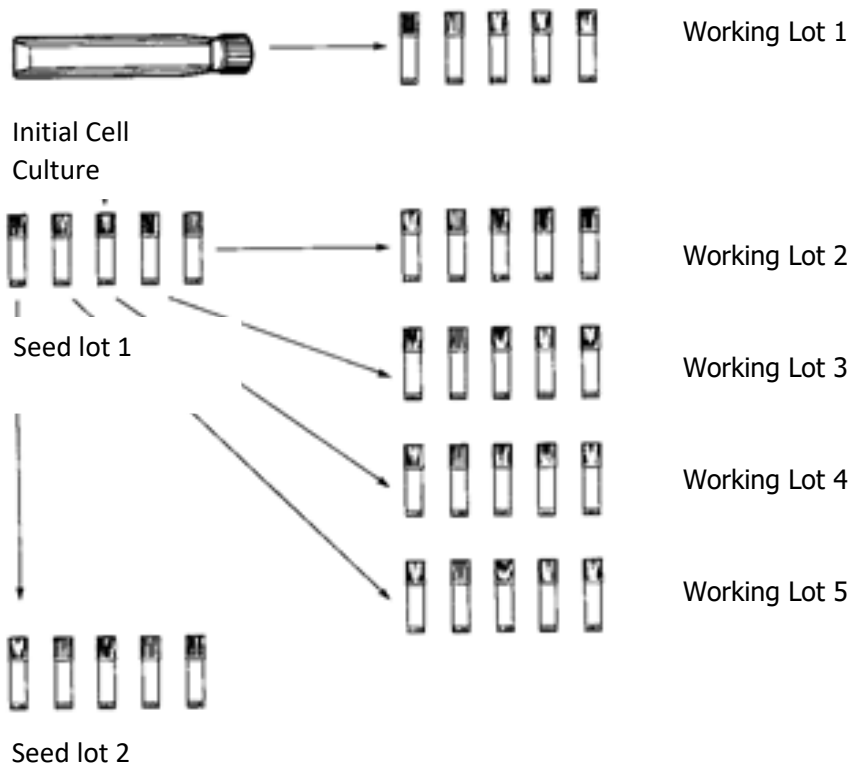 Working Lot 1
Initial Cell
Culture
Working Lot 2
Seed lot 1
Working Lot 3
Working Lot 4
Working Lot 5
Seed lot 2